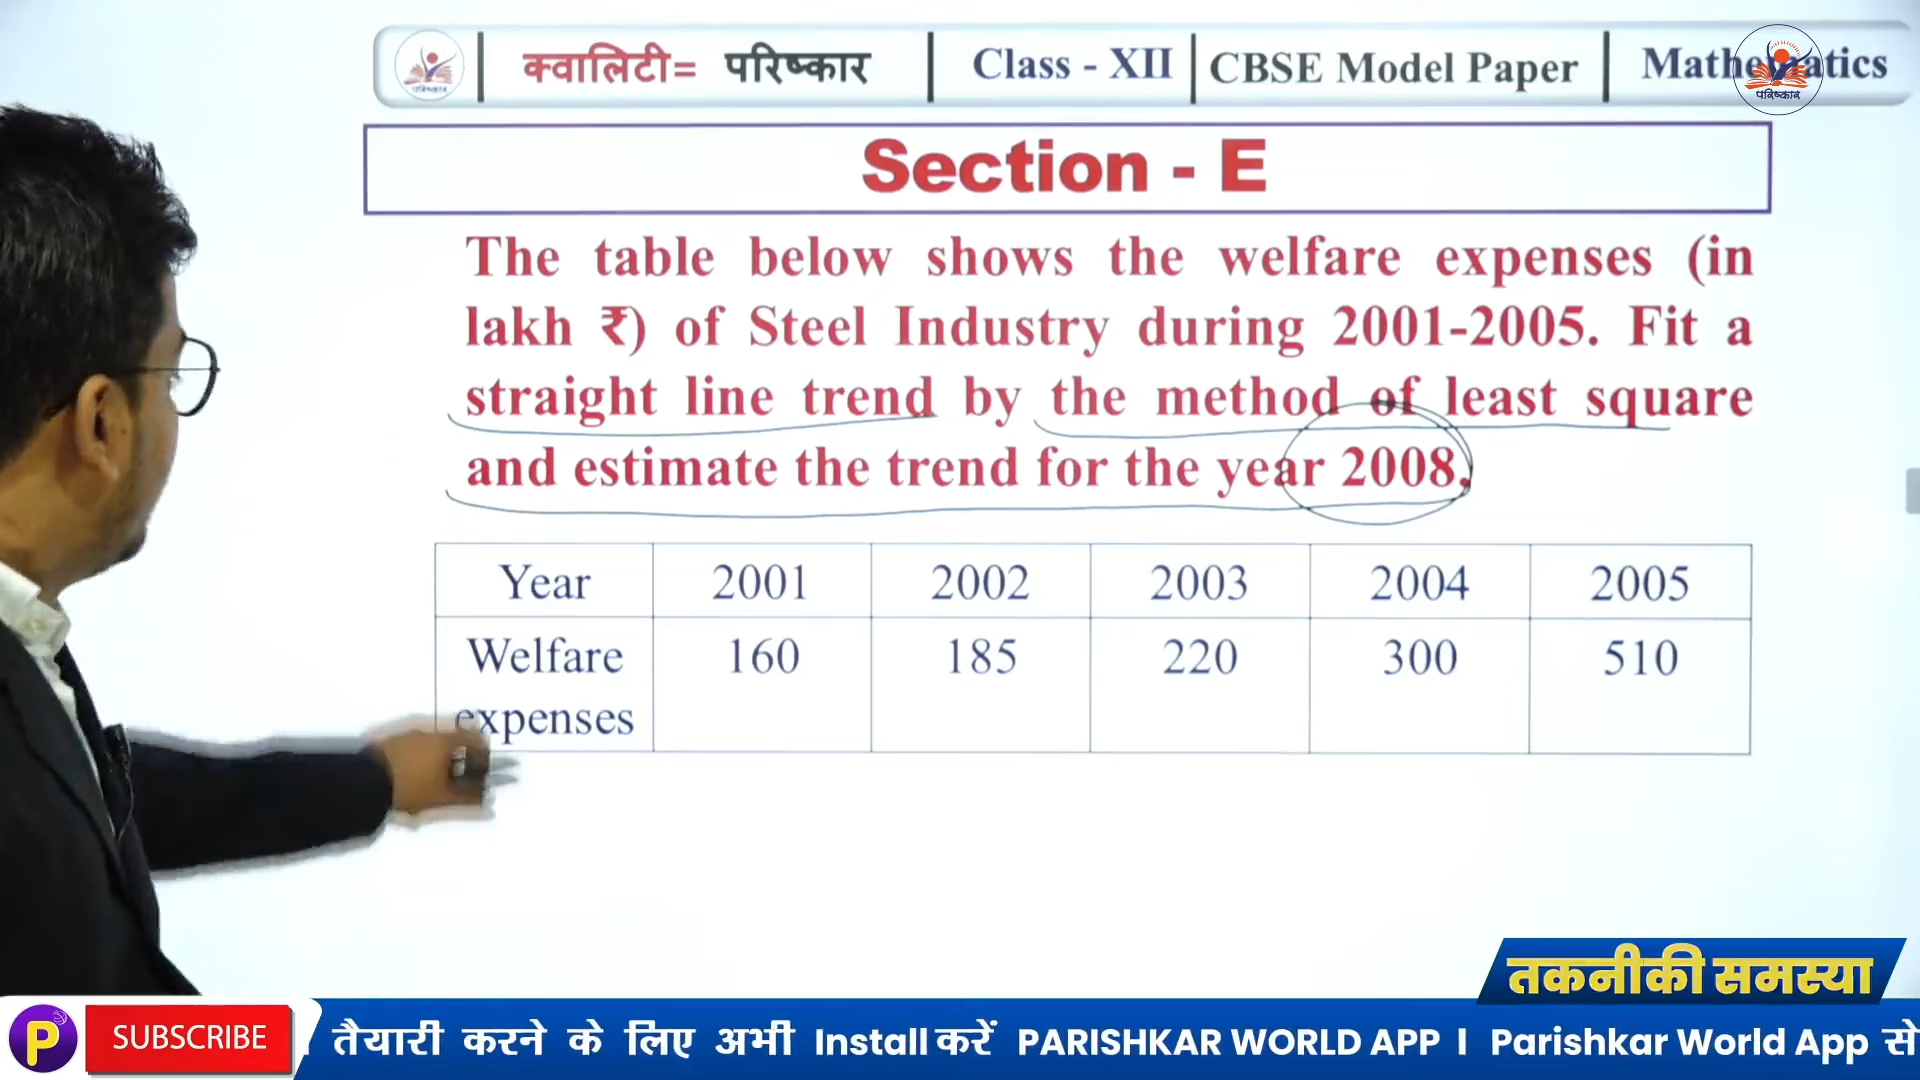 क्वालिटी= परिष्कार Class - XII CBSE Model Paper Mathematics
परिष्कार
परिष्कार
Section - E
The table below shows the welfare expenses (in
lakh ₹) of Steel Industry during 2001-2005. Fit a
straight line trend by the method of least square
and estimate the trend for the year 2008.
Year 2001 2002 2003 2004 2005
Welfare 160 185 220 300 510
expenses
तकनीकी समस्या
P SUBSCRIBE तैयारी करने के लिए अभी Install करें PARISHKAR WORLD APP । Parishkar World App से